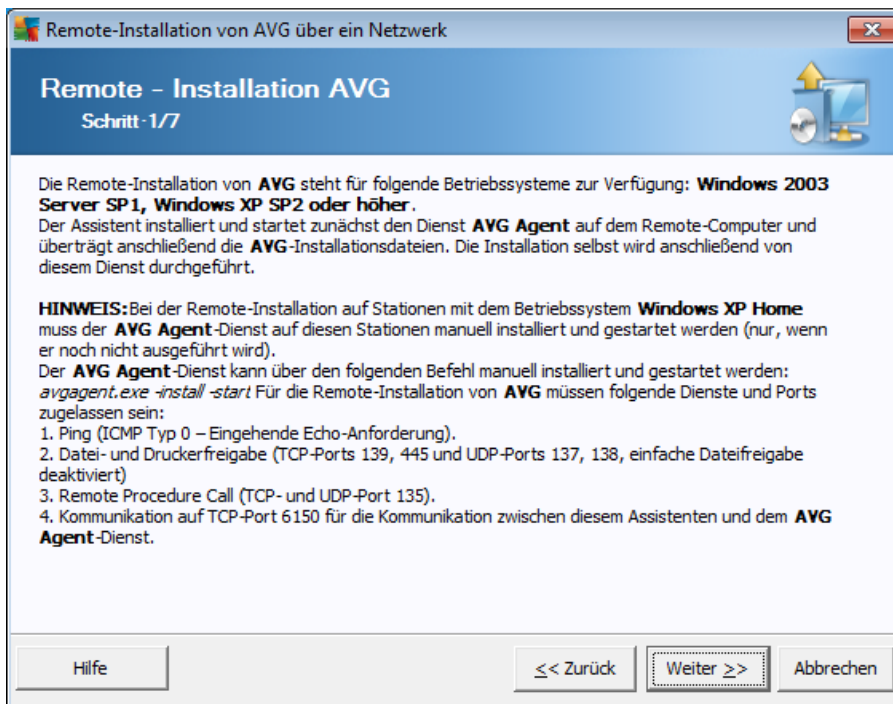 Remote-Installation von AVG über ein Netzwerk
Remote - Installation AVG
Schritt-1/7
Die Remote-Installation von AVG steht für folgende Betriebssysteme zur Verfügung: Windows 2003
Server SP1, Windows XP SP2 oder höher.
Der Assistent installiert und startet zunächst den Dienst AVG Agent auf dem Remote-Computer und
überträgt anschließend die AVG-Installationsdateien. Die Installation selbst wird anschließend von
diesem Dienst durchgeführt.
HINWEIS:Bei der Remote-Installation auf Stationen mit dem Betriebssystem Windows XP Home
muss der AVG Agent-Dienst auf diesen Stationen manuell installiert und gestartet werden (nur, wenn
er noch nicht ausgeführt wird).
Der AVG Agent-Dienst kann über den folgenden Befehl manuell installiert und gestartet werden:
avgagent.exe -install -start Für die Remote-Installation von AVG müssen folgende Dienste und Ports
zugelassen sein:
1. Ping (ICMP Typ 0 – Eingehende Echo-Anforderung).
2. Datei- und Druckerfreigabe (TCP-Ports 139, 445 und UDP-Ports 137, 138, einfache Dateifreigabe
deaktiviert)
3. Remote Procedure Call (TCP- und UDP-Port 135).
4. Kommunikation auf TCP-Port 6150 für die Kommunikation zwischen diesem Assistenten und dem AVG
Agent-Dienst.
Hilfe
<< Zurück
Weiter >>
Abbrechen